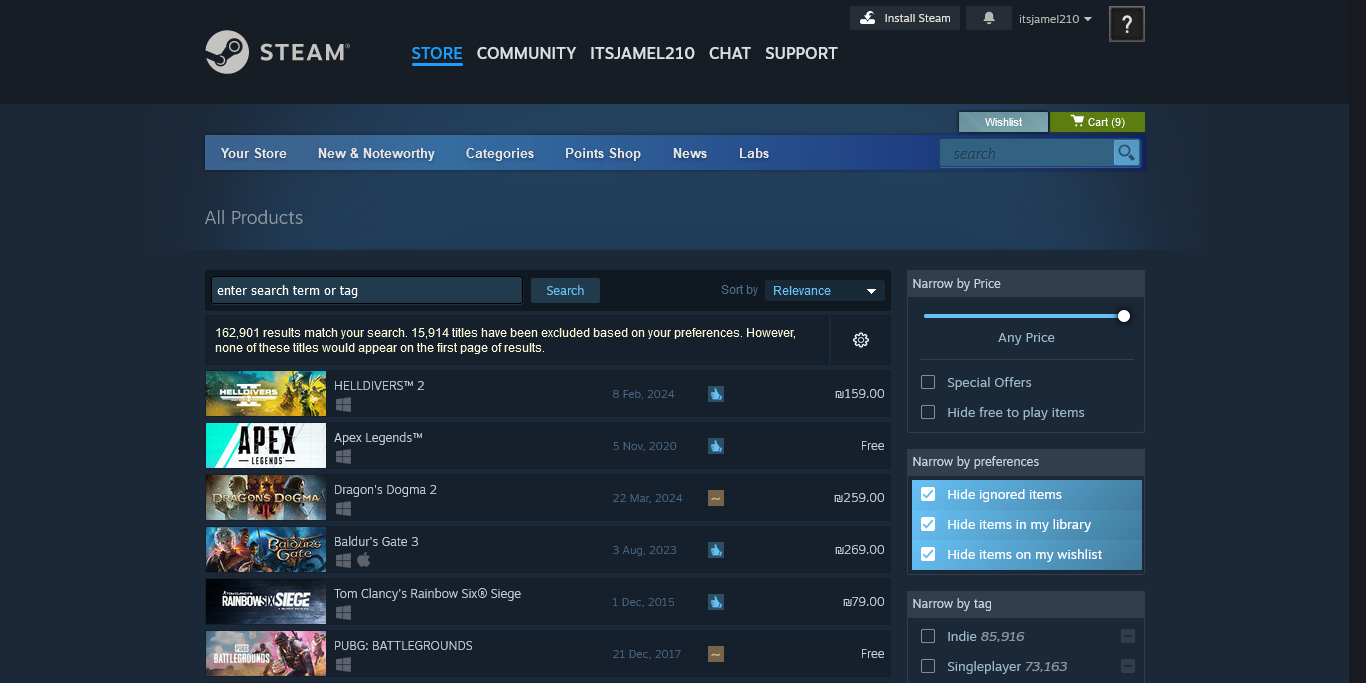 Install Steam
itsjamel210
?
STEAM®
STORE COMMUNITY ITSJAMEL210 CHAT SUPPORT
Wishlist
Cart (9)
Your Store New & Noteworthy Categories Points Shop News Labs
search
All Products
enter search term or tag
Search
Sort by Relevance
162,901 results match your search. 15,914 titles have been excluded based on your preferences. However,
none of these titles would appear on the first page of results.
HELLDIVERS II
HELLDIVERS™ 2
8 Feb, 2024
₪159.00
APEX
LEGENDS
Apex Legends™
5 Nov, 2020
Free
DRAGON'S DOGMA
Dragon's Dogma 2
22 Mar, 2024
₪259.00
BALDUR'S
GATE
Baldur's Gate 3
3 Aug, 2023
₪269.00
TOM CLANCY'S
RAINBOW SIX SIEGE
Tom Clancy's Rainbow Six® Siege
1 Dec, 2015
₪79.00
PUBG
BATTLEGROUNDS
PUBG: BATTLEGROUNDS
21 Dec, 2017
Free
Narrow by Price
Any Price
Special Offers
Hide free to play items
Narrow by preferences
Hide ignored items
Hide items in my library
Hide items on my wishlist
Narrow by tag
Indie 85,916
Singleplayer 73,163